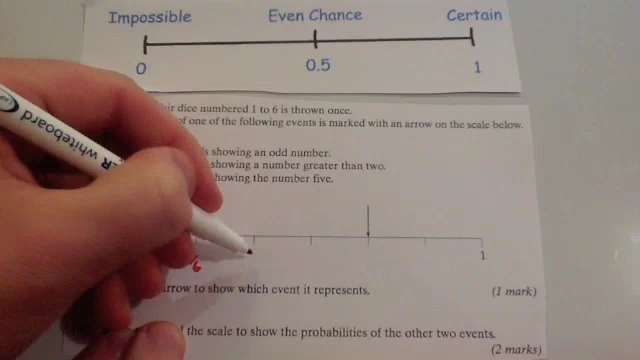 Impossible Even Chance Certain
0 0.5 1
dice numbered 1 to 6 is thrown once.
of one of the following events is marked with an arrow on the scale below.
showing an odd number.
showing a number greater than two.
showing the number five.
1
6
arrow to show which event it represents. (1 mark)
the scale to show the probabilities of the other two events.
(2 marks)
whiteboard